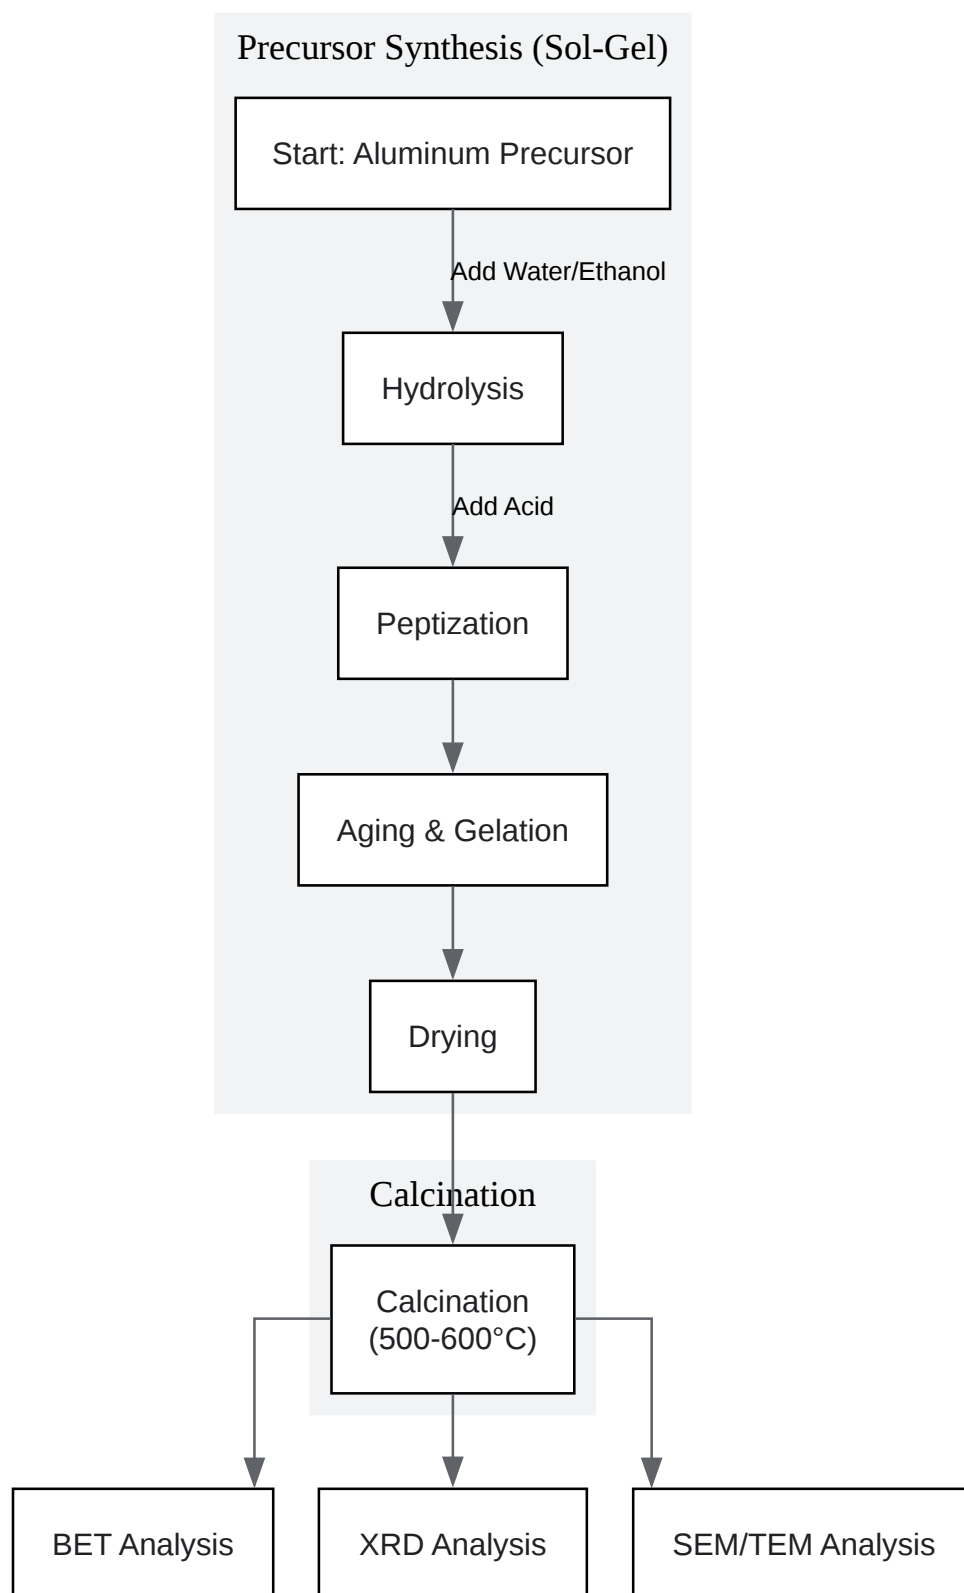 Precursor Synthesis (Sol-Gel)
Start: Aluminum Precursor
Add Water/Ethanol
Hydrolysis
Add Acid
Peptization
Aging & Gelation
Drying
Calcination
Calcination
(500-600°C)
BET Analysis
XRD Analysis
SEM/TEM Analysis